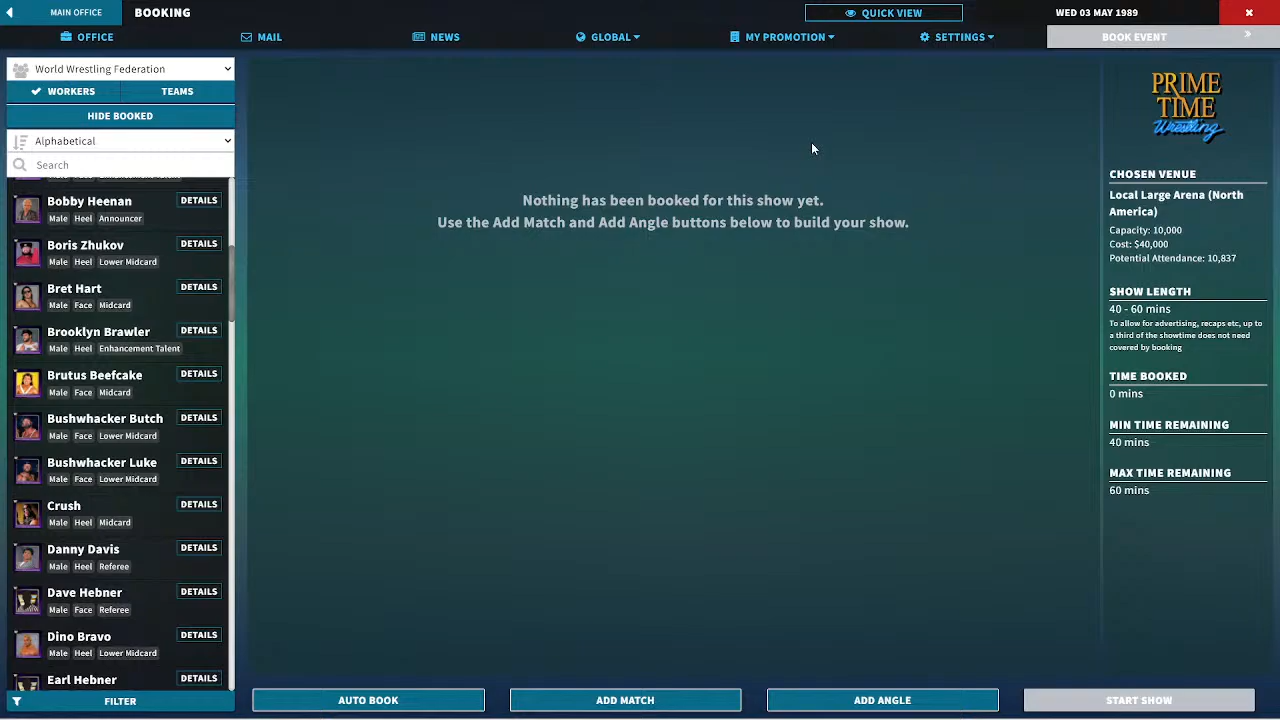 MAIN OFFICE
BOOKING
QUICK VIEW
WED 03 MAY 1989
OFFICE
MAIL
NEWS
GLOBAL
MY PROMOTION
SETTINGS
BOOK EVENT
World Wrestling Federation
WORKERS
TEAMS
HIDE BOOKED
Alphabetical
Search
Bobby Heenan
DETAILS
Male Heel Announcer
Boris Zhukov
DETAILS
Male Heel Lower Midcard
Bret Hart
DETAILS
Male Face Midcard
Brooklyn Brawler
DETAILS
Male Heel Enhancement Talent
Brutus Beefcake
DETAILS
Male Face Midcard
Bushwhacker Butch
DETAILS
Male Face Lower Midcard
Bushwhacker Luke
DETAILS
Male Face Lower Midcard
Crush
DETAILS
Male Heel Midcard
Danny Davis
DETAILS
Male Heel Referee
Dave Hebner
DETAILS
Male Face Referee
Dino Bravo
DETAILS
Male Heel Lower Midcard
Earl Hebner
DETAILS
FILTER
Nothing has been booked for this show yet.
Use the Add Match and Add Angle buttons below to build your show.
AUTO BOOK
ADD MATCH
ADD ANGLE
START SHOW
PRIME
TIME
Wrestling
CHOSEN VENUE
Local Large Arena (North
America)
Capacity: 10,000
Cost: $40,000
Potential Attendance: 10,837
SHOW LENGTH
40 - 60 mins
To allow for advertising, recaps etc, up to
a third of the showtime does not need
covered by booking
TIME BOOKED
0 mins
MIN TIME REMAINING
40 mins
MAX TIME REMAINING
60 mins